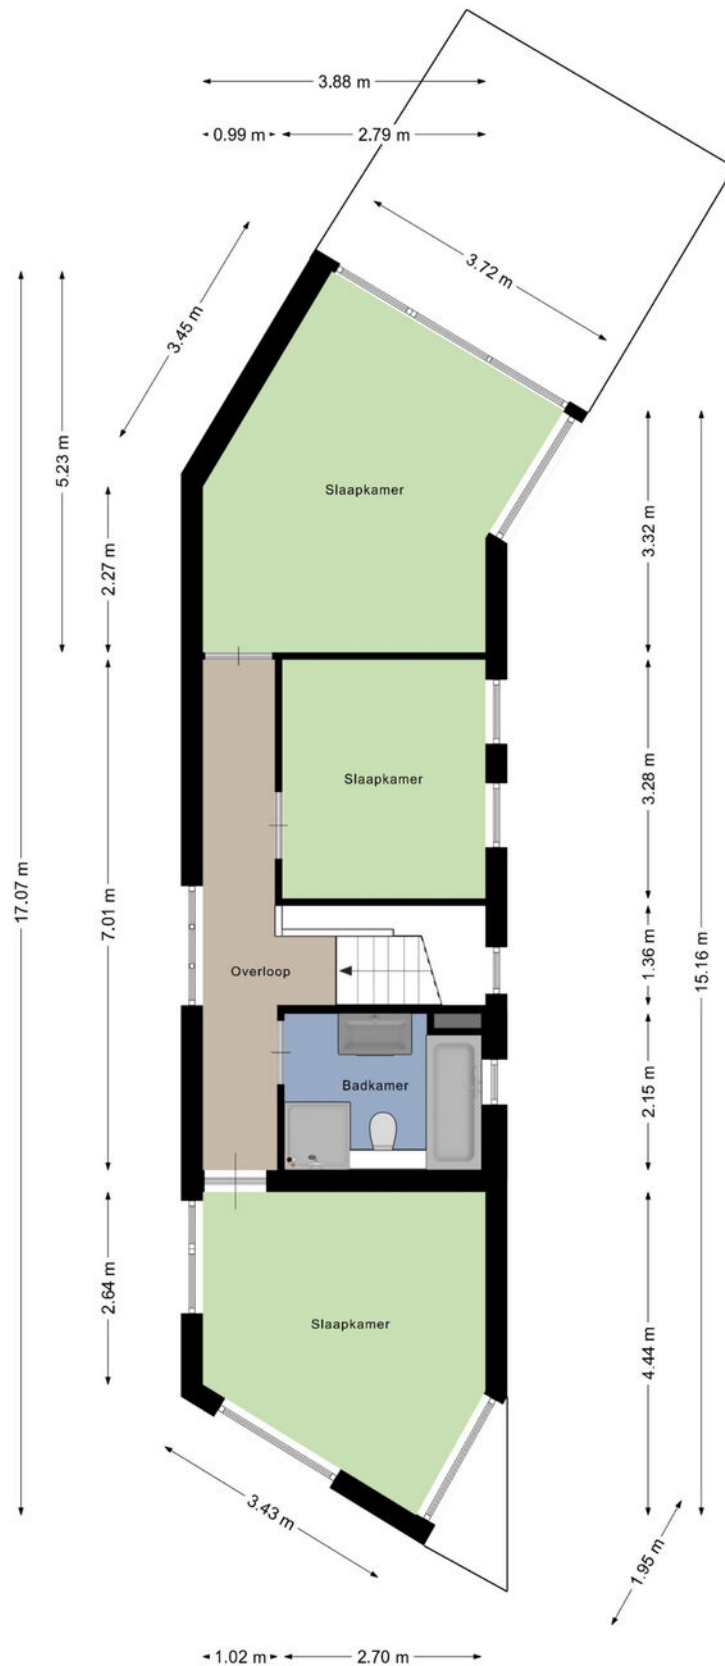 3.88 m
0.99 m
2.79 m
3.72 m
3.45 m
5.23 m
2.27 m
Slaapkamer
3.32 m
Slaapkamer
3.28 m
17.07 m
7.01 m
Overloop
1.36 m
15.16 m
Badkamer
2.15 m
2.64 m
Slaapkamer
4.44 m
3.43 m
1.95 m
1.02 m
2.70 m